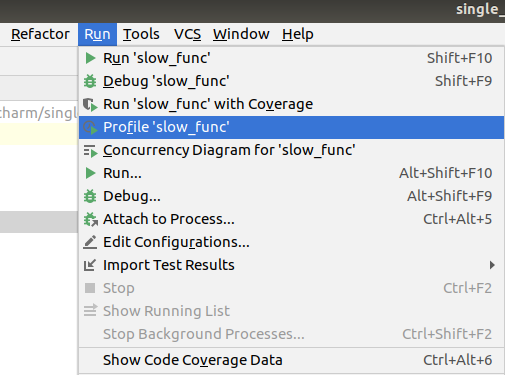 single_
Refactor Run Tools VCS Window Help
Run 'slow_func' Shift+F10
Debug 'slow_func' Shift+F9
Run 'slow_func' with Coverage
charm/singl
Profile 'slow_func'
Concurrency Diagram for 'slow_func'
Run... Alt+Shift+F10
Debug... Alt+Shift+F9
Attach to Process... Ctrl+Alt+5
Edit Configurations...
Import Test Results
Stop Ctrl+F2
Show Running List
Stop Background Processes... Ctrl+Shift+F2
Show Code Coverage Data Ctrl+Alt+6